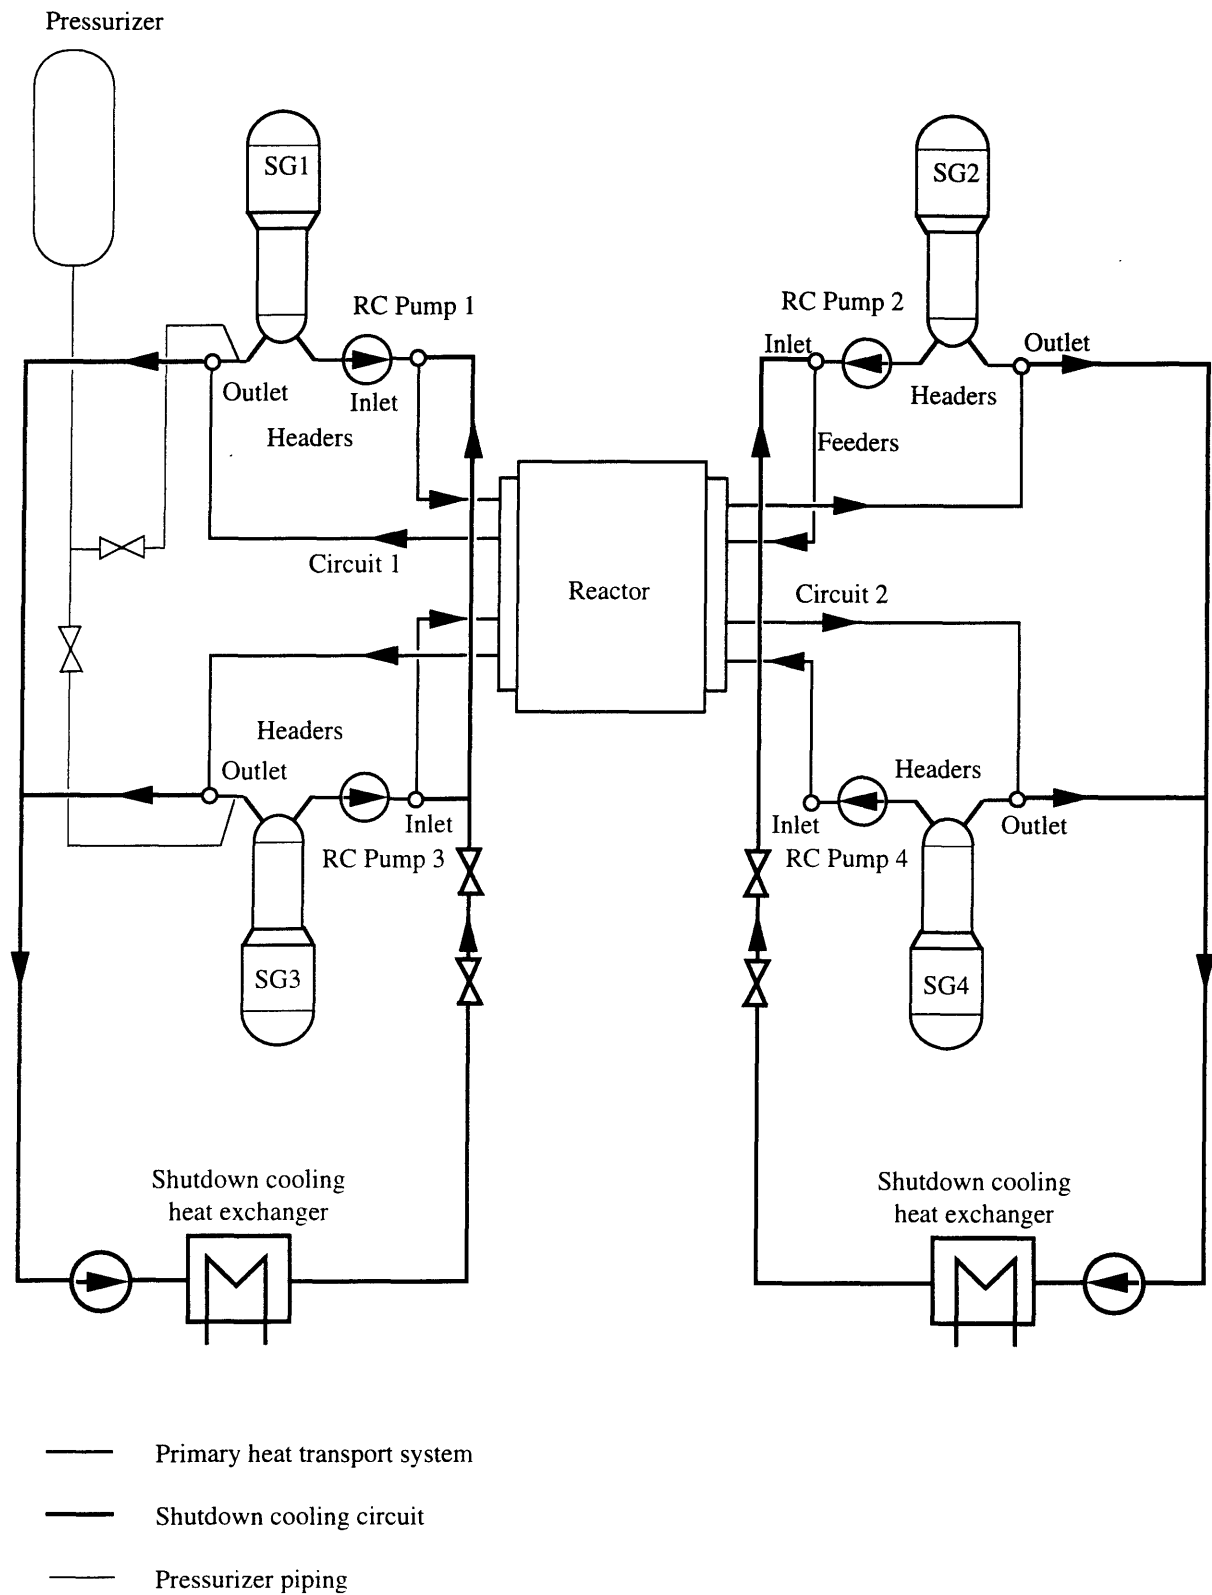 Pressurizer
SG1
SG2
RC Pump 1
RC Pump 2
Inlet
Outlet
Outlet
Inlet
Headers
Headers
Feeders
Circuit 1
Reactor
Circuit 2
Headers
Outlet
Inlet
RC Pump 3
Headers
Inlet
Outlet
RC Pump 4
SG3
SG4
Shutdown cooling
heat exchanger
Shutdown cooling
heat exchanger
Primary heat transport system
Shutdown cooling circuit
Pressurizer piping